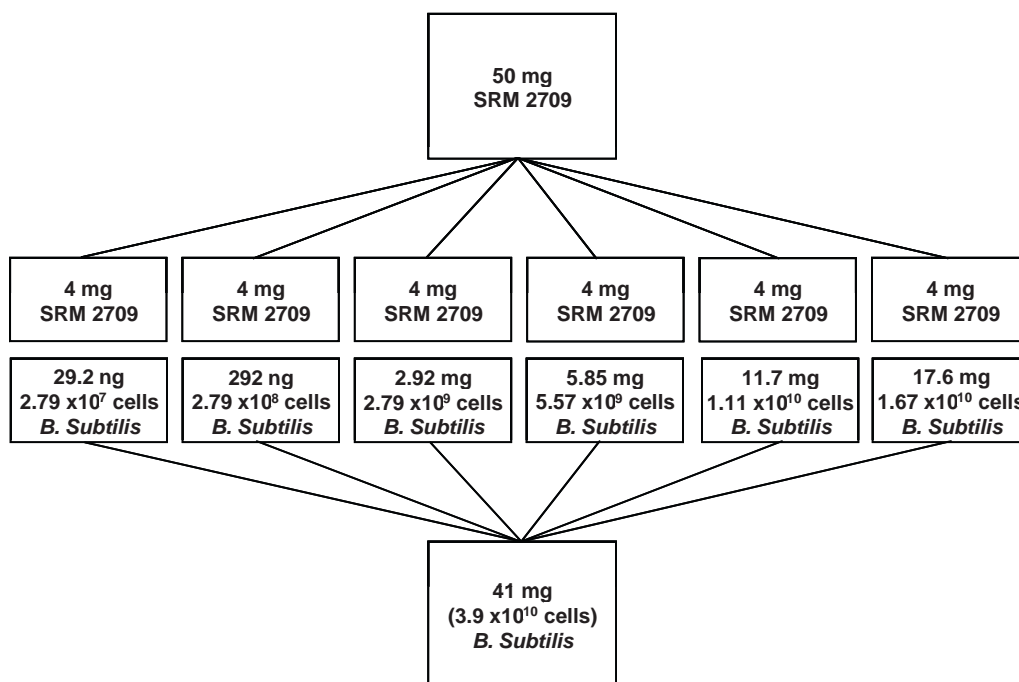 50 mg
SRM 2709
4 mg
SRM 2709
4 mg
SRM 2709
4 mg
SRM 2709
4 mg
SRM 2709
4 mg
SRM 2709
4 mg
SRM 2709
29.2 ng
2.79 x10⁷ cells
B. Subtilis
292 ng
2.79 x10⁸ cells
B. Subtilis
2.92 mg
2.79 x10⁹ cells
B. Subtilis
5.85 mg
5.57 x10⁹ cells
B. Subtilis
11.7 mg
1.11 x10¹⁰ cells
B. Subtilis
17.6 mg
1.67 x10¹⁰ cells
B. Subtilis
41 mg
(3.9 x10¹⁰ cells)
B. Subtilis